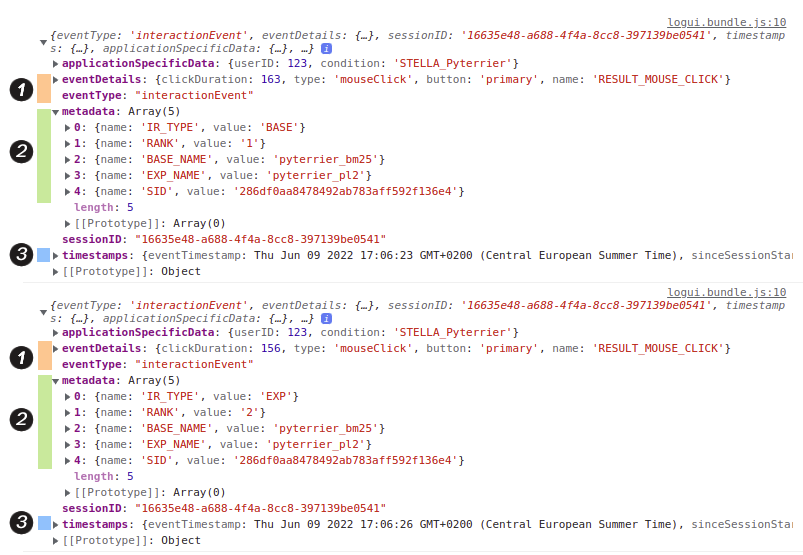 logui.bundle.js:10
{eventType: 'interactionEvent', eventDetails: {…}, sessionID: '16635e48-a688-4f4a-8cc8-397139be0541', timestamp
s: {…}, applicationSpecificData: {…}, …} i
applicationSpecificData: {userID: 123, condition: 'STELLA_Pyterrier'}
1 eventDetails: {clickDuration: 163, type: 'mouseClick', button: 'primary', name: 'RESULT_MOUSE_CLICK'}
eventType: "interactionEvent"
metadata: Array(5)
0: {name: 'IR_TYPE', value: 'BASE'}
1: {name: 'RANK', value: '1'}
2 2: {name: 'BASE_NAME', value: 'pyterrier_bm25'}
3: {name: 'EXP_NAME', value: 'pyterrier_pl2'}
4: {name: 'SID', value: '286df0aa8478492ab783aff592f136e4'}
length: 5
[[Prototype]]: Array(0)
sessionID: "16635e48-a688-4f4a-8cc8-397139be0541"
3 timestamps: {eventTimestamp: Thu Jun 09 2022 17:06:23 GMT+0200 (Central European Summer Time), sinceSessionStar
[[Prototype]]: Object
logui.bundle.js:10
{eventType: 'interactionEvent', eventDetails: {…}, sessionID: '16635e48-a688-4f4a-8cc8-397139be0541', timestamp
s: {…}, applicationSpecificData: {…}, …} i
applicationSpecificData: {userID: 123, condition: 'STELLA_Pyterrier'}
1 eventDetails: {clickDuration: 156, type: 'mouseClick', button: 'primary', name: 'RESULT_MOUSE_CLICK'}
eventType: "interactionEvent"
metadata: Array(5)
0: {name: 'IR_TYPE', value: 'EXP'}
1: {name: 'RANK', value: '2'}
2 2: {name: 'BASE_NAME', value: 'pyterrier_bm25'}
3: {name: 'EXP_NAME', value: 'pyterrier_pl2'}
4: {name: 'SID', value: '286df0aa8478492ab783aff592f136e4'}
length: 5
[[Prototype]]: Array(0)
sessionID: "16635e48-a688-4f4a-8cc8-397139be0541"
3 timestamps: {eventTimestamp: Thu Jun 09 2022 17:06:26 GMT+0200 (Central European Summer Time), sinceSessionStar
[[Prototype]]: Object